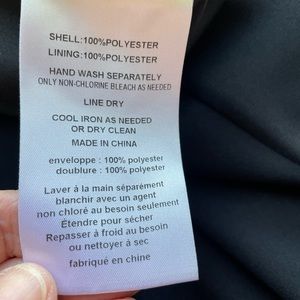 SHELL:100%POLYESTER
LINING:100%POLYESTER
HAND WASH SEPARATELY
ONLY NON-CHLORINE BLEACH AS NEEDED
LINE DRY
COOL IRON AS NEEDED
OR DRY CLEAN
MADE IN CHINA
enveloppe : 100% polyester
doublure : 100% polyester
Laver à la main séparément
blanchir avec un agent
non chloré au besoin seulement
Étendre pour sécher
Repasser à froid au besoin
ou nettoyer à sec
fabriqué en chine